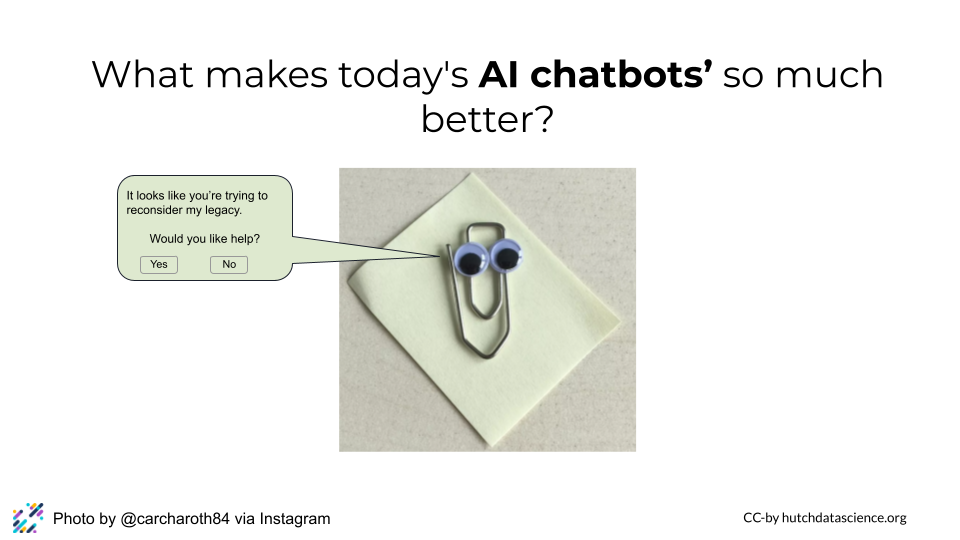 What makes today's AI chatbots’ so much
better?
It looks like you’re trying to
reconsider my legacy.
Would you like help?
Yes No
Photo by @carcharoth84 via Instagram
CC-by hutchdatascience.org